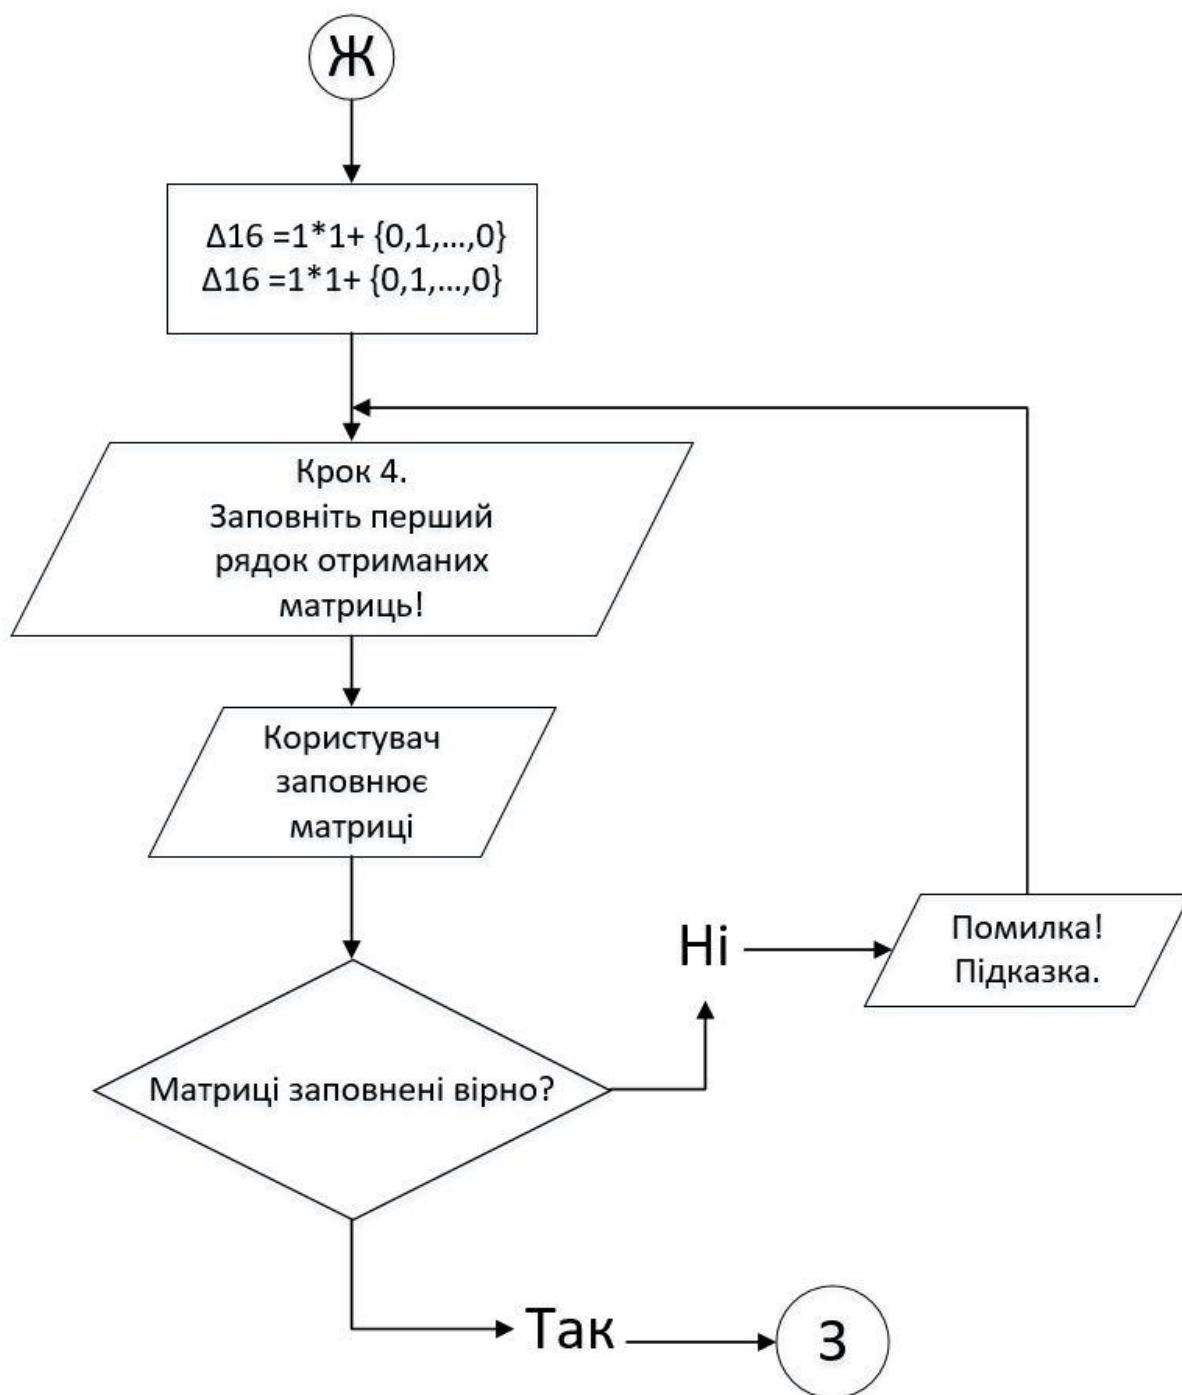 Ж
Δ16 =1*1+ {0,1,...,0}
Δ16 =1*1+ {0,1,...,0}
Крок 4.
Заповніть перший
рядок отриманих
матриць!
Користувач
заповнює
матриці
Ні
Помилка!
Підказка.
Матриці заповнені вірно?
Так
З